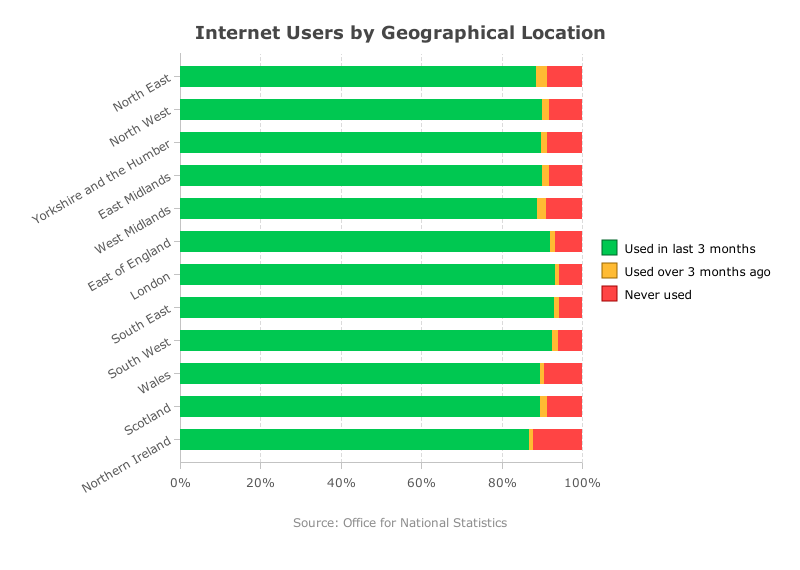 Internet Users by Geographical Location
North East
North West
Yorkshire and the Humber
East Midlands
West Midlands
East of England
London
South East
South West
Wales
Scotland
Northern Ireland
0% 20% 40% 60% 80% 100%
Used in last 3 months
Used over 3 months ago
Never used
Source: Office for National Statistics